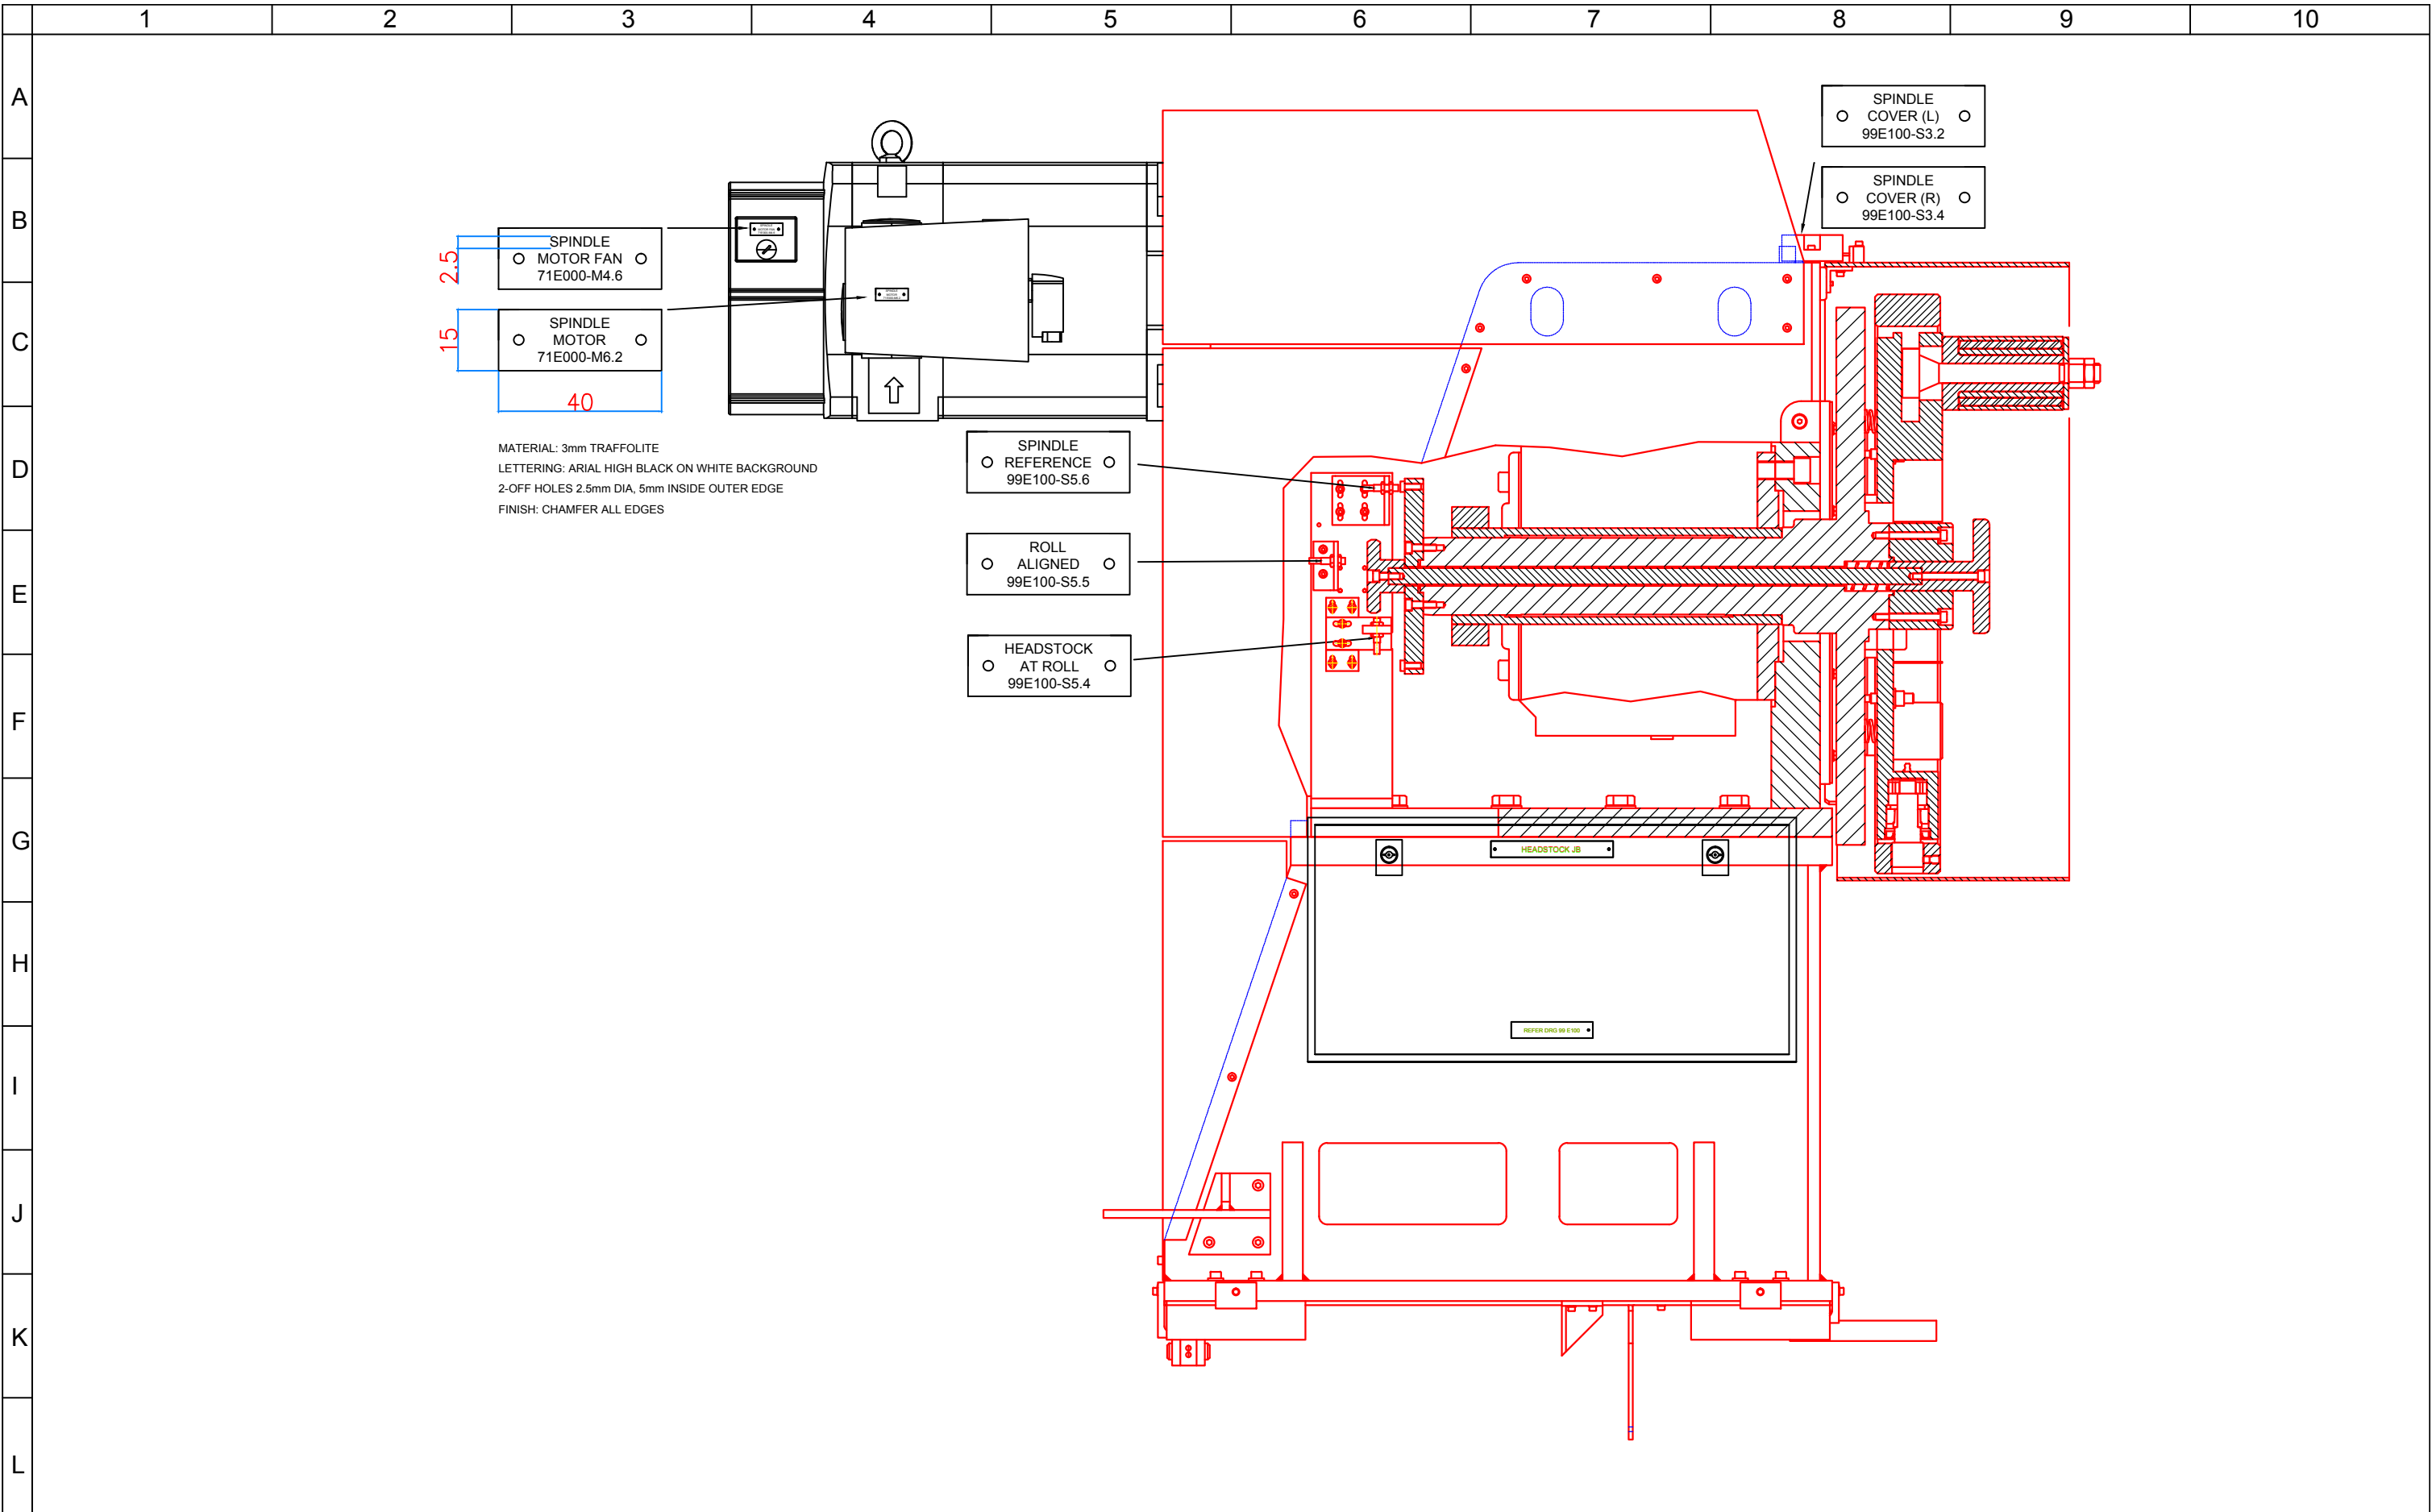 1 2 3 4 5 6 7 8 9 10
A
B
C
D
E
F
G
H
I
J
K
L
SPINDLE
COVER (L)
99E100-S3.2
SPINDLE
COVER (R)
99E100-S3.4
SPINDLE
MOTOR FAN
71E000-M4.6
2.5
SPINDLE
MOTOR
71E000-M6.2
15
40
MATERIAL: 3mm TRAFFOLITE
LETTERING: ARIAL HIGH BLACK ON WHITE BACKGROUND
2-OFF HOLES 2.5mm DIA, 5mm INSIDE OUTER EDGE
FINISH: CHAMFER ALL EDGES
SPINDLE
REFERENCE
99E100-S5.6
ROLL
ALIGNED
99E100-S5.5
HEADSTOCK
AT ROLL
99E100-S5.4
HEADSTOCK JB
REFER DRG 99 E100